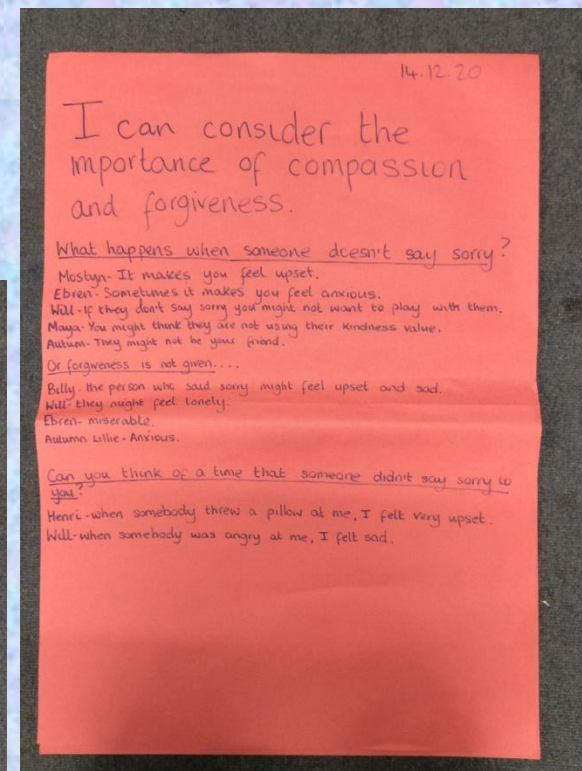 14.12.20
I can consider the
importance of compassion
and forgiveness.
What happens when someone doesn't say sorry?
Mostyn- It makes you feel upset.
Ebren- Sometimes it makes you feel anxious.
Will- If they don't say sorry you might not want to play with them.
Maya- You might think they are not using their kindness value.
Autum- They might not be your friend.
Or forgiveness is not given....
Billy- the person who said sorry might feel upset and sad.
Will- they might feel lonely.
Ebren- miserable.
Autumn Lillie- Anxious.
Can you think of a time that someone didn't say sorry to
you?
Henri- when somebody threw a pillow at me, I felt very upset.
Will- when somebody was angry at me, I felt sad.